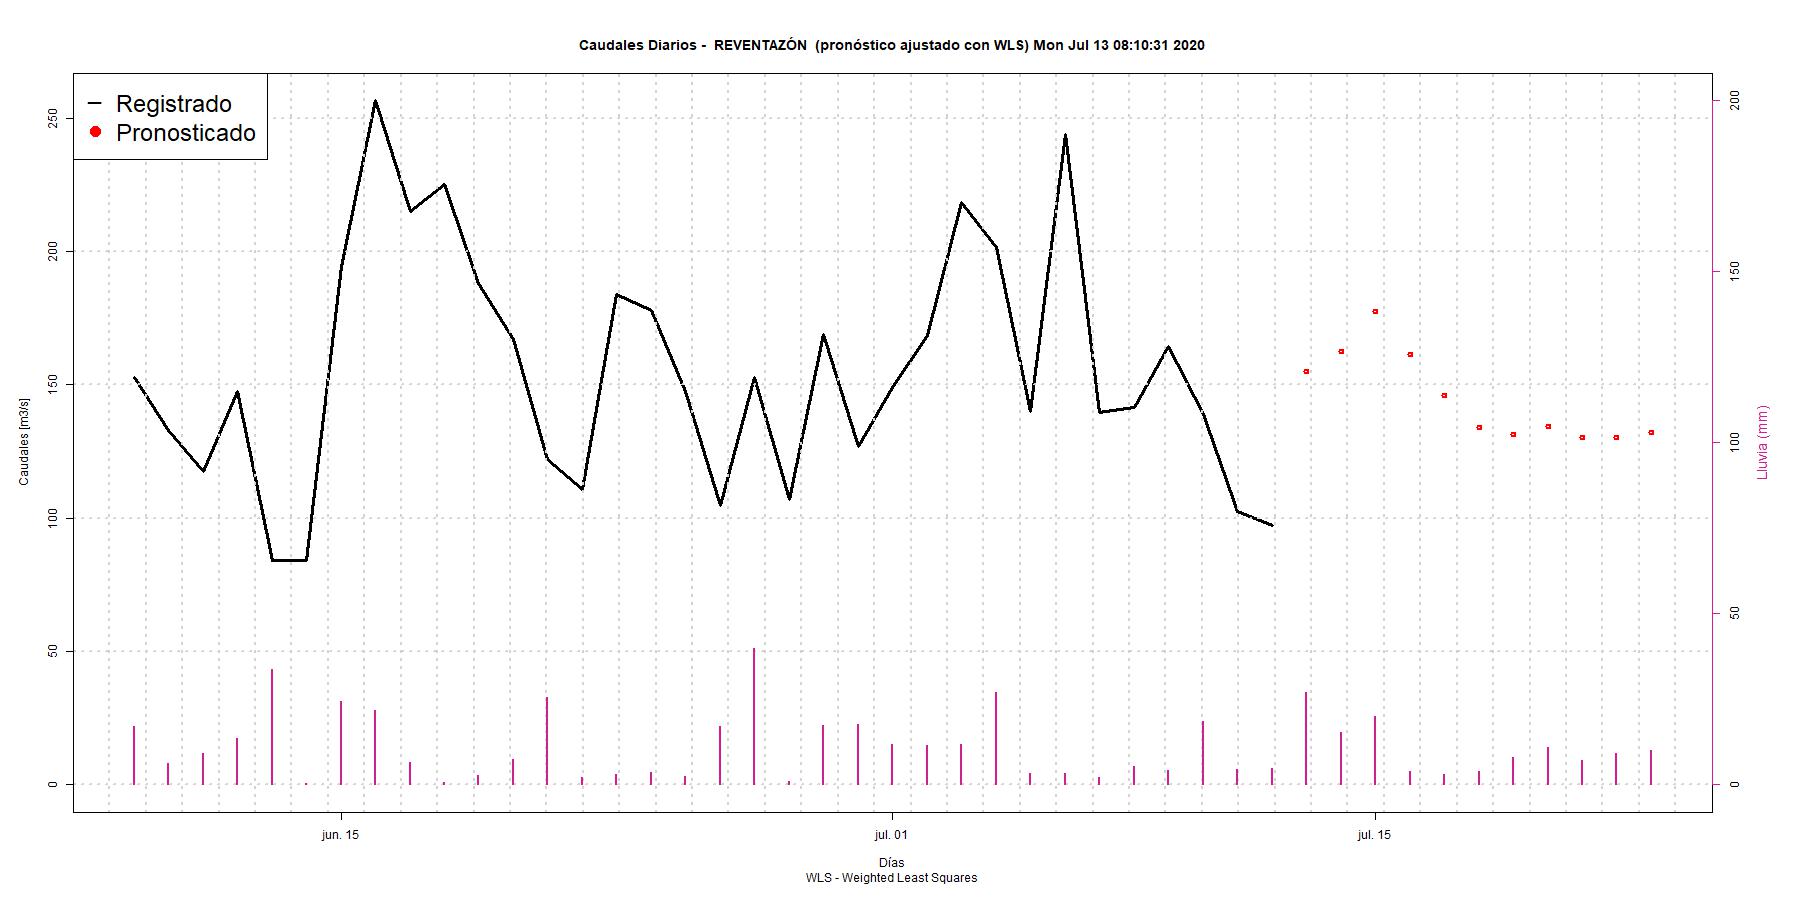 Caudales Diarios -  REVENTAZÓN  (pronóstico ajustado con WLS) Mon Jul 13 08:10:31 2020
Registrado
Pronosticado
Caudales [m3/s]
250
200
150
100
50
0
200
150
100
50
0
Lluvia (mm)
jun. 15
jul. 01
jul. 15
Días
WLS - Weighted Least Squares